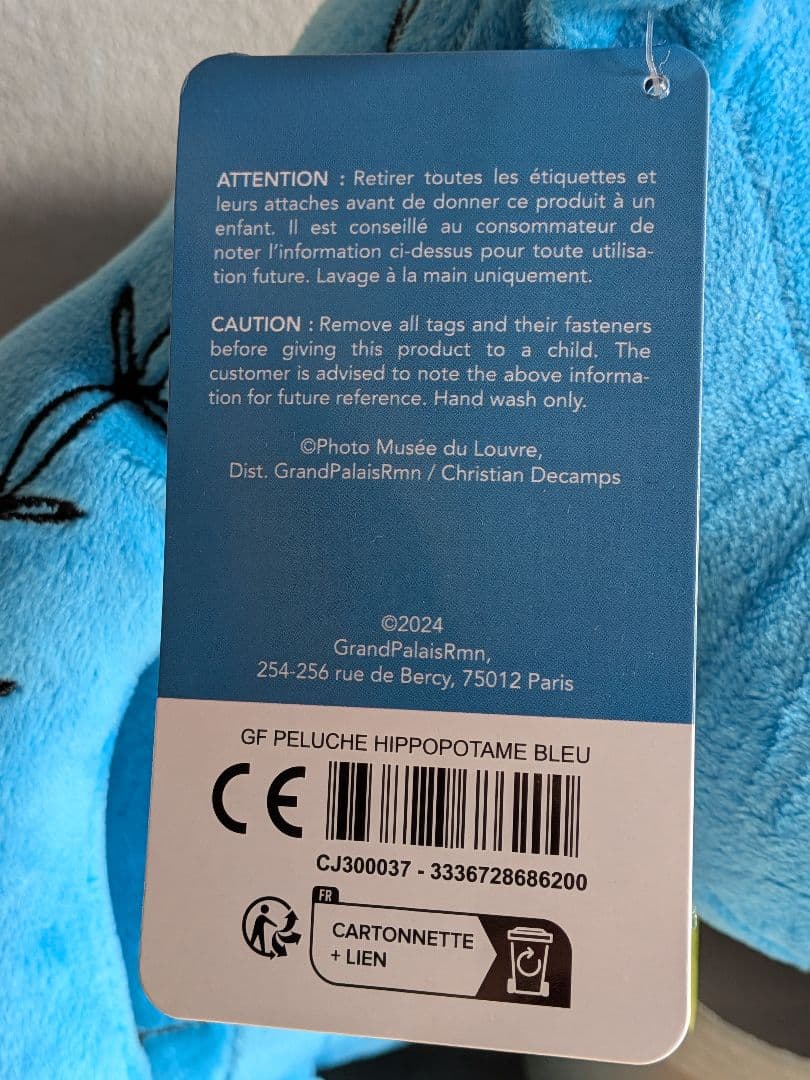 ATTENTION : Retirer toutes les étiquettes et
leurs attaches avant de donner ce produit à un
enfant. Il est conseillé au consommateur de
noter l'information ci-dessus pour toute utilisa-
tion future. Lavage à la main uniquement.
CAUTION : Remove all tags and their fasteners
before giving this product to a child. The
customer is advised to note the above informa-
tion for future reference. Hand wash only.
©Photo Musée du Louvre,
Dist. GrandPalaisRmn / Christian Decamps
©2024
GrandPalaisRmn,
254-256 rue de Bercy, 75012 Paris
GF PELUCHE HIPPOPOTAME BLEU
CE
CJ300037 - 3336728686200
FR
CARTONNETTE
+ LIEN